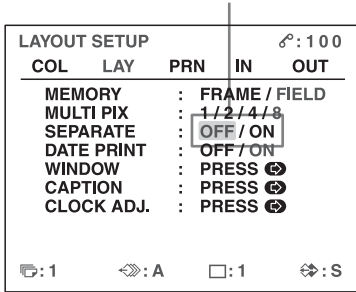 LAYOUT SETUP :100
COL LAY PRN IN OUT
MEMORY : FRAME / FIELD
MULTI PIX : 1 / 2 / 4 / 8
SEPARATE : OFF / ON
DATE PRINT : OFF / ON
WINDOW : PRESS
CAPTION : PRESS
CLOCK ADJ. : PRESS
:1 :A :1 :S